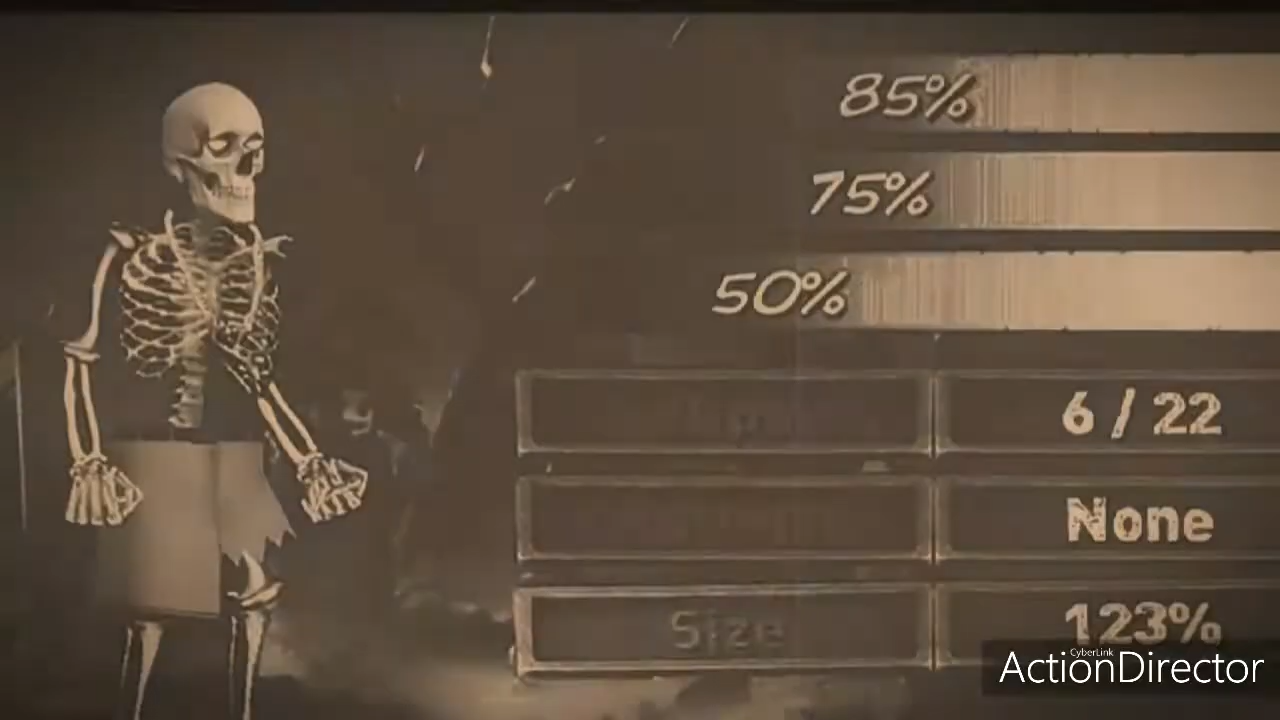 85%
75%
50%
6 / 22
None
Size 123%
CyberLink
ActionDirector